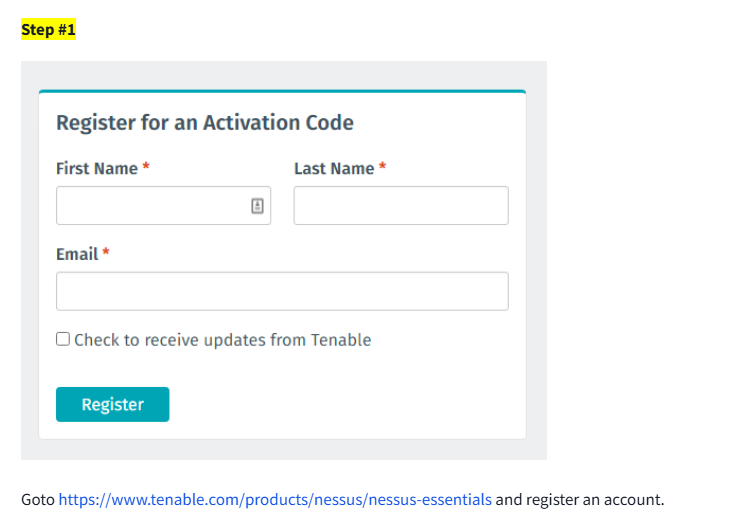 Step #1
Register for an Activation Code
First Name *
Last Name *
Email *
Check to receive updates from Tenable
Register
Goto https://www.tenable.com/products/nessus/nessus-essentials and register an account.